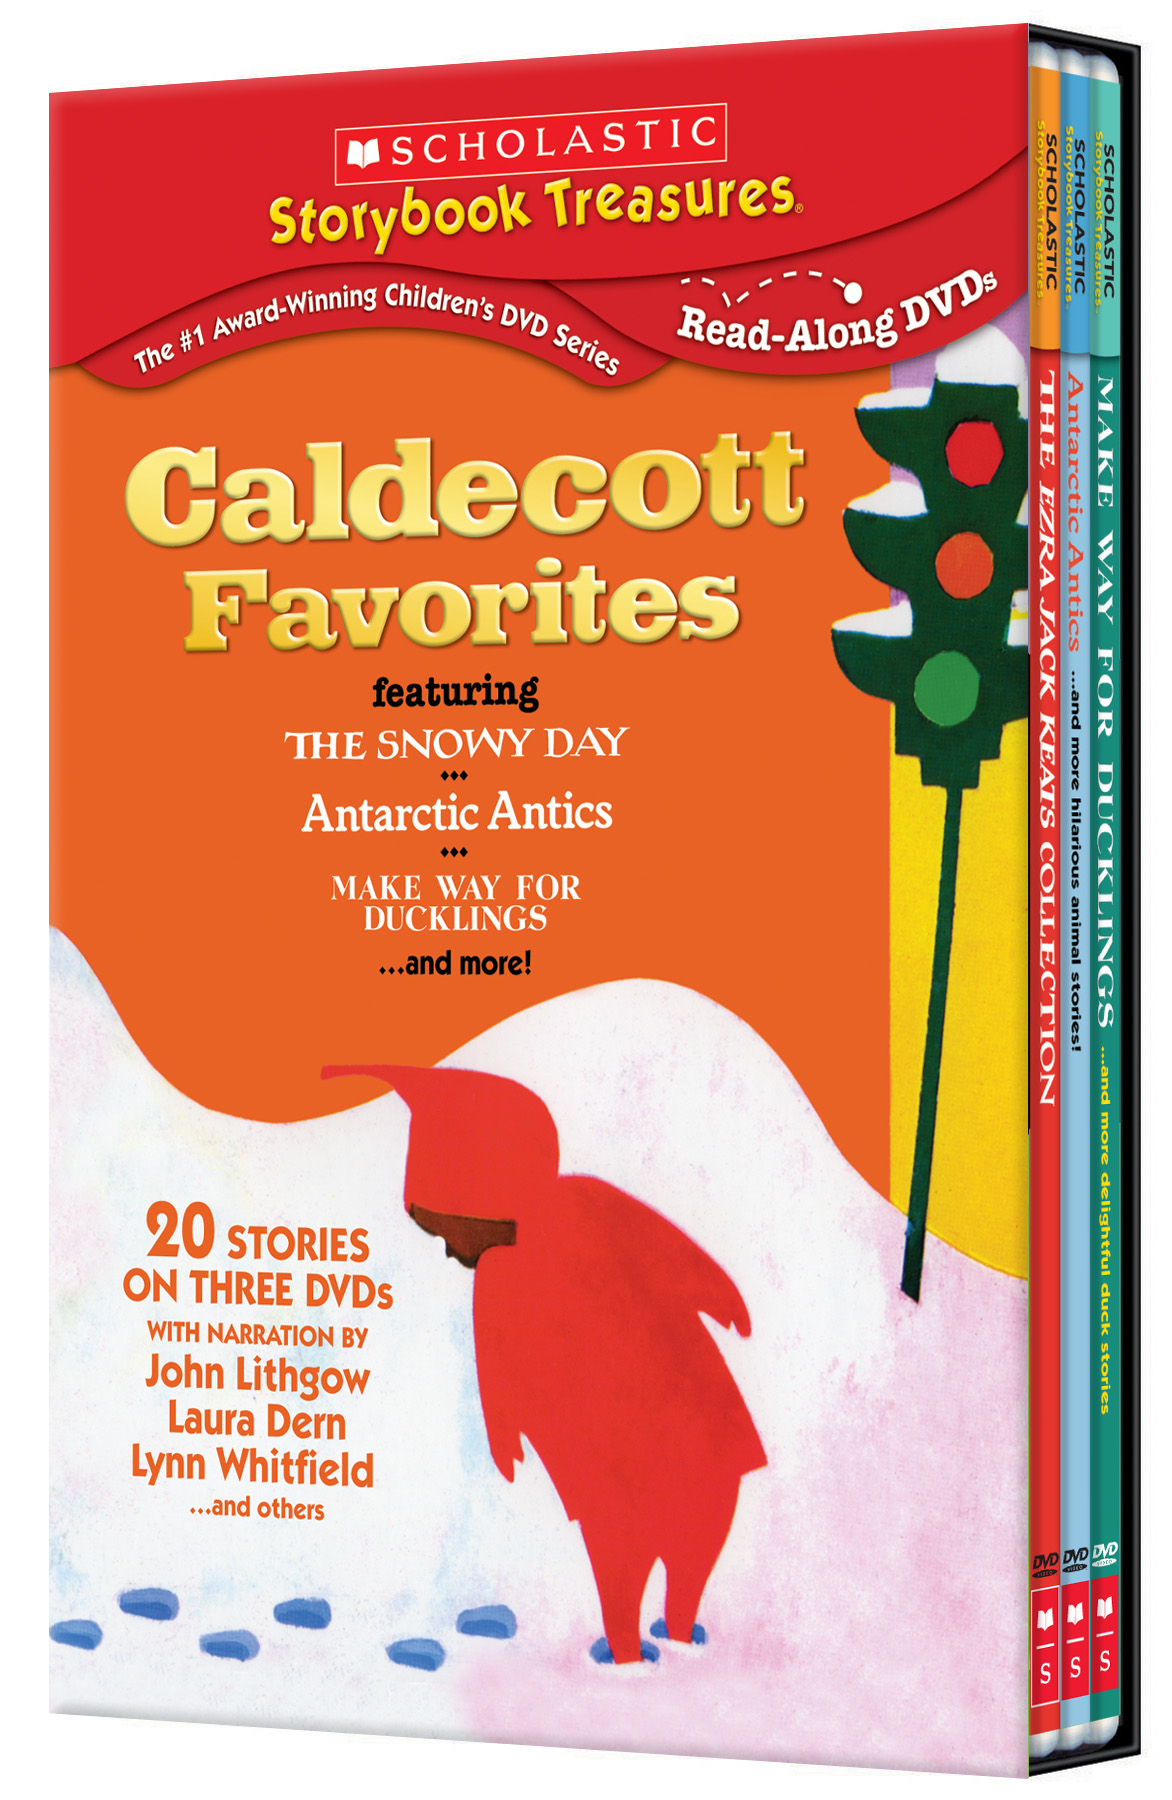 SCHOLASTIC
Storybook Treasures®
The #1 Award-Winning Children's DVD Series
Read-Along DVDs
Caldecott
Favorites
featuring
THE SNOWY DAY
Antarctic Antics
MAKE WAY FOR
DUCKLINGS
...and more!
20 STORIES
ON THREE DVDs
WITH NARRATION BY
John Lithgow
Laura Dern
Lynn Whitfield
...and others
SCHOLASTIC
Storybook Treasures
THE EZRA JACK KEATS COLLECTION
DVD
VIDEO
S
SCHOLASTIC
Storybook Treasures
Antarctic Antics ...and more hilarious animal stories!
DVD
VIDEO
S
SCHOLASTIC
Storybook Treasures
MAKE WAY FOR DUCKLINGS ...and more delightful duck stories
DVD
VIDEO
S